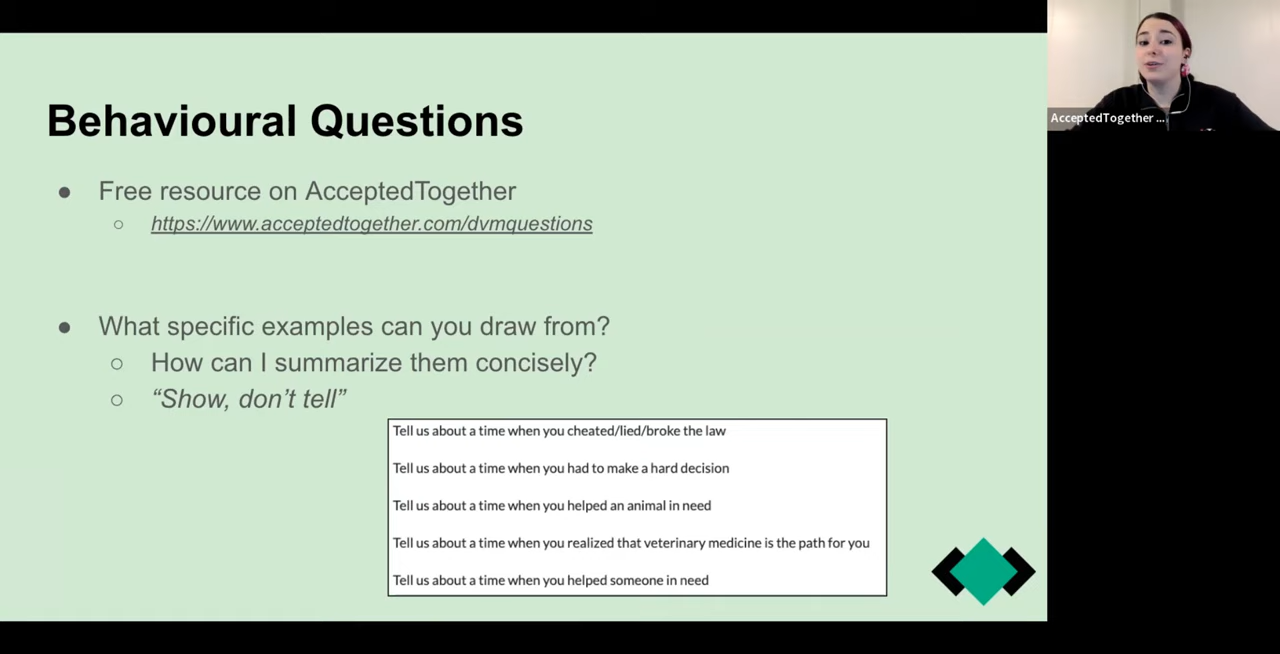 Behavioural Questions
● Free resource on AcceptedTogether
○ https://www.acceptedtogether.com/dvmquestions
● What specific examples can you draw from?
○ How can I summarize them concisely?
○ “Show, don’t tell”
Tell us about a time when you cheated/lied/broke the law
Tell us about a time when you had to make a hard decision
Tell us about a time when you helped an animal in need
Tell us about a time when you realized that veterinary medicine is the path for you
Tell us about a time when you helped someone in need
AcceptedTogether ...